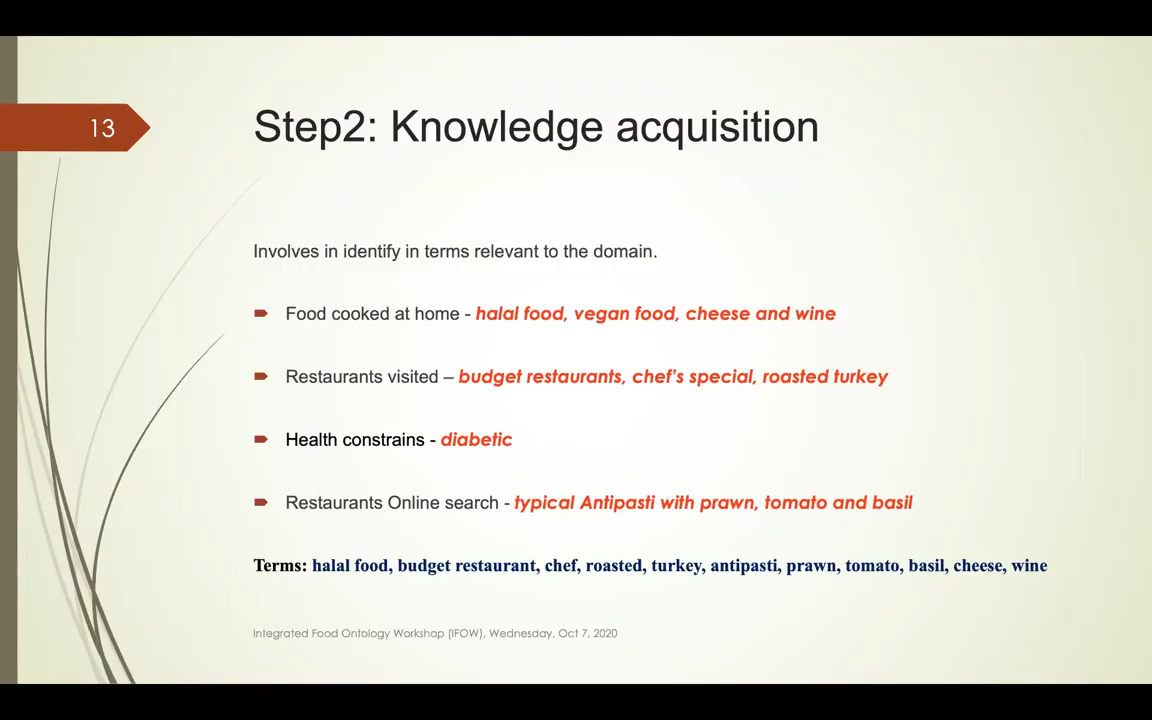 13
Step2: Knowledge acquisition
Involves in identify in terms relevant to the domain.
Food cooked at home - halal food, vegan food, cheese and wine
Restaurants visited – budget restaurants, chef's special, roasted turkey
Health constrains - diabetic
Restaurants Online search - typical Antipasti with prawn, tomato and basil
Terms: halal food, budget restaurant, chef, roasted, turkey, antipasti, prawn, tomato, basil, cheese, wine
Integrated Food Ontology Workshop (IFOW), Wednesday, Oct 7, 2020